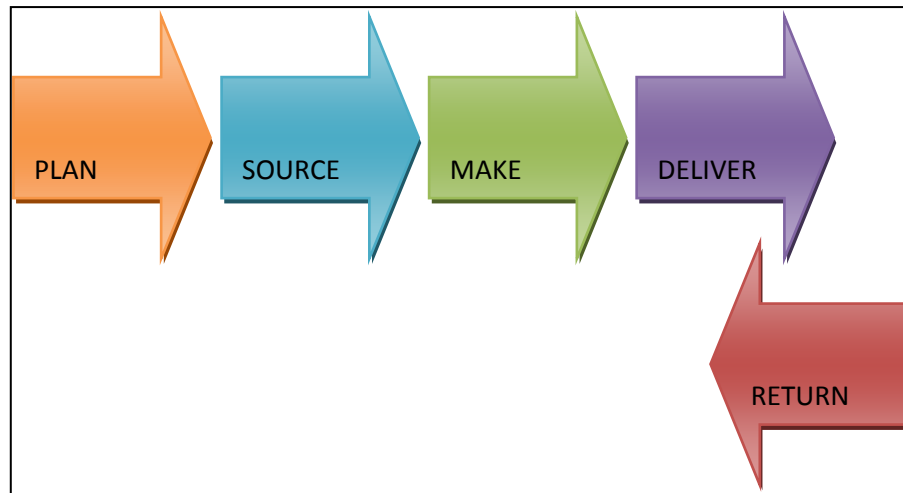 PLAN
SOURCE
MAKE
DELIVER
RETURN